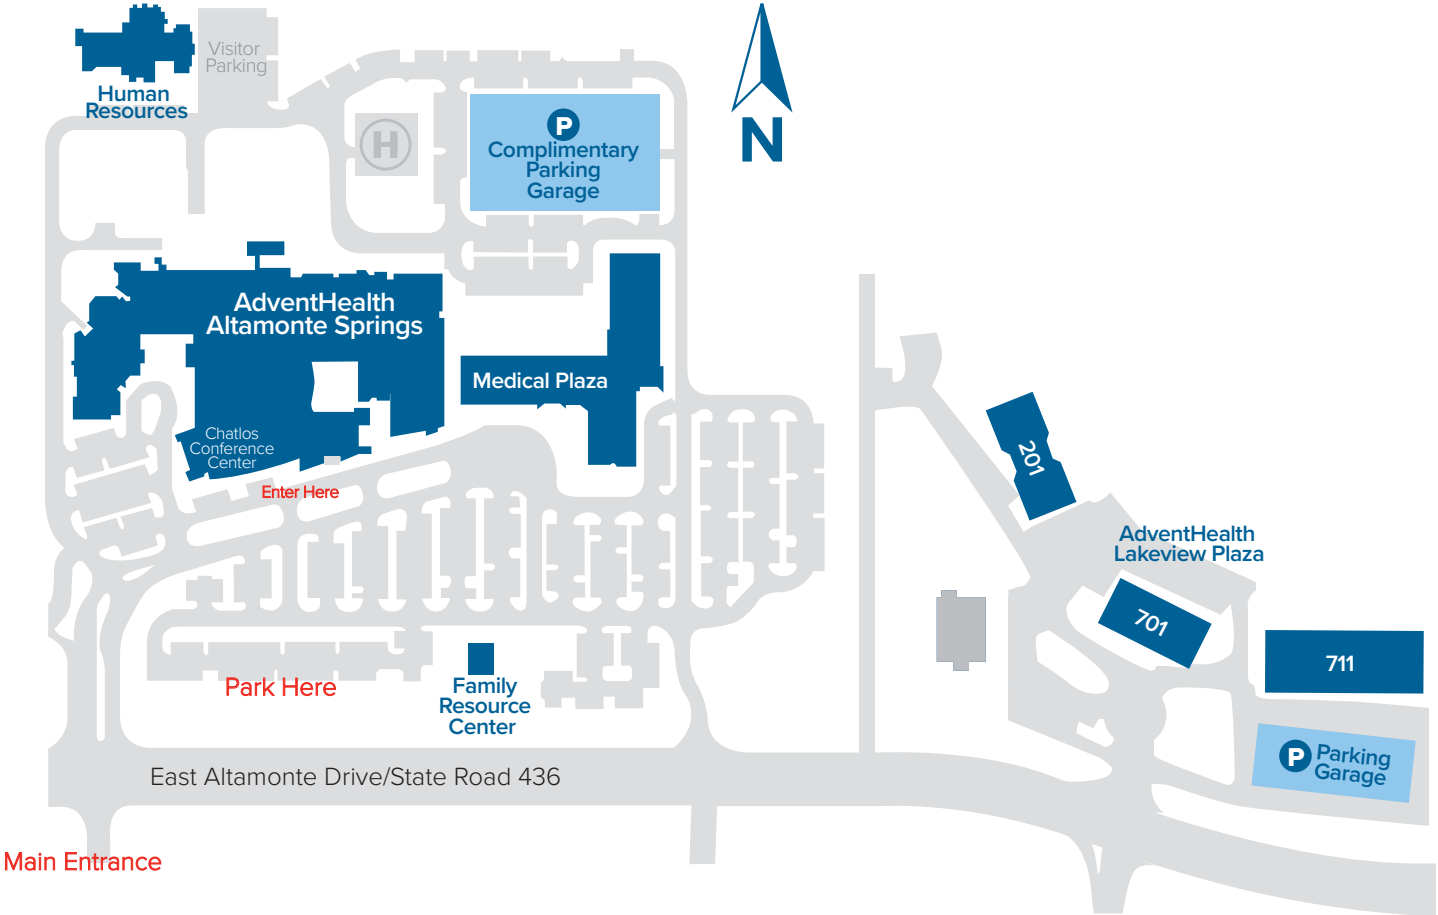 Visitor
Parking
Human
Resources
H
P
Complimentary
Parking
Garage
N
AdventHealth
Altamonte Springs
Medical Plaza
Chatlos
Conference
Center
Enter Here
201
AdventHealth
Lakeview Plaza
701
711
Park Here
Family
Resource
Center
P
Parking
Garage
East Altamonte Drive/State Road 436
Main Entrance